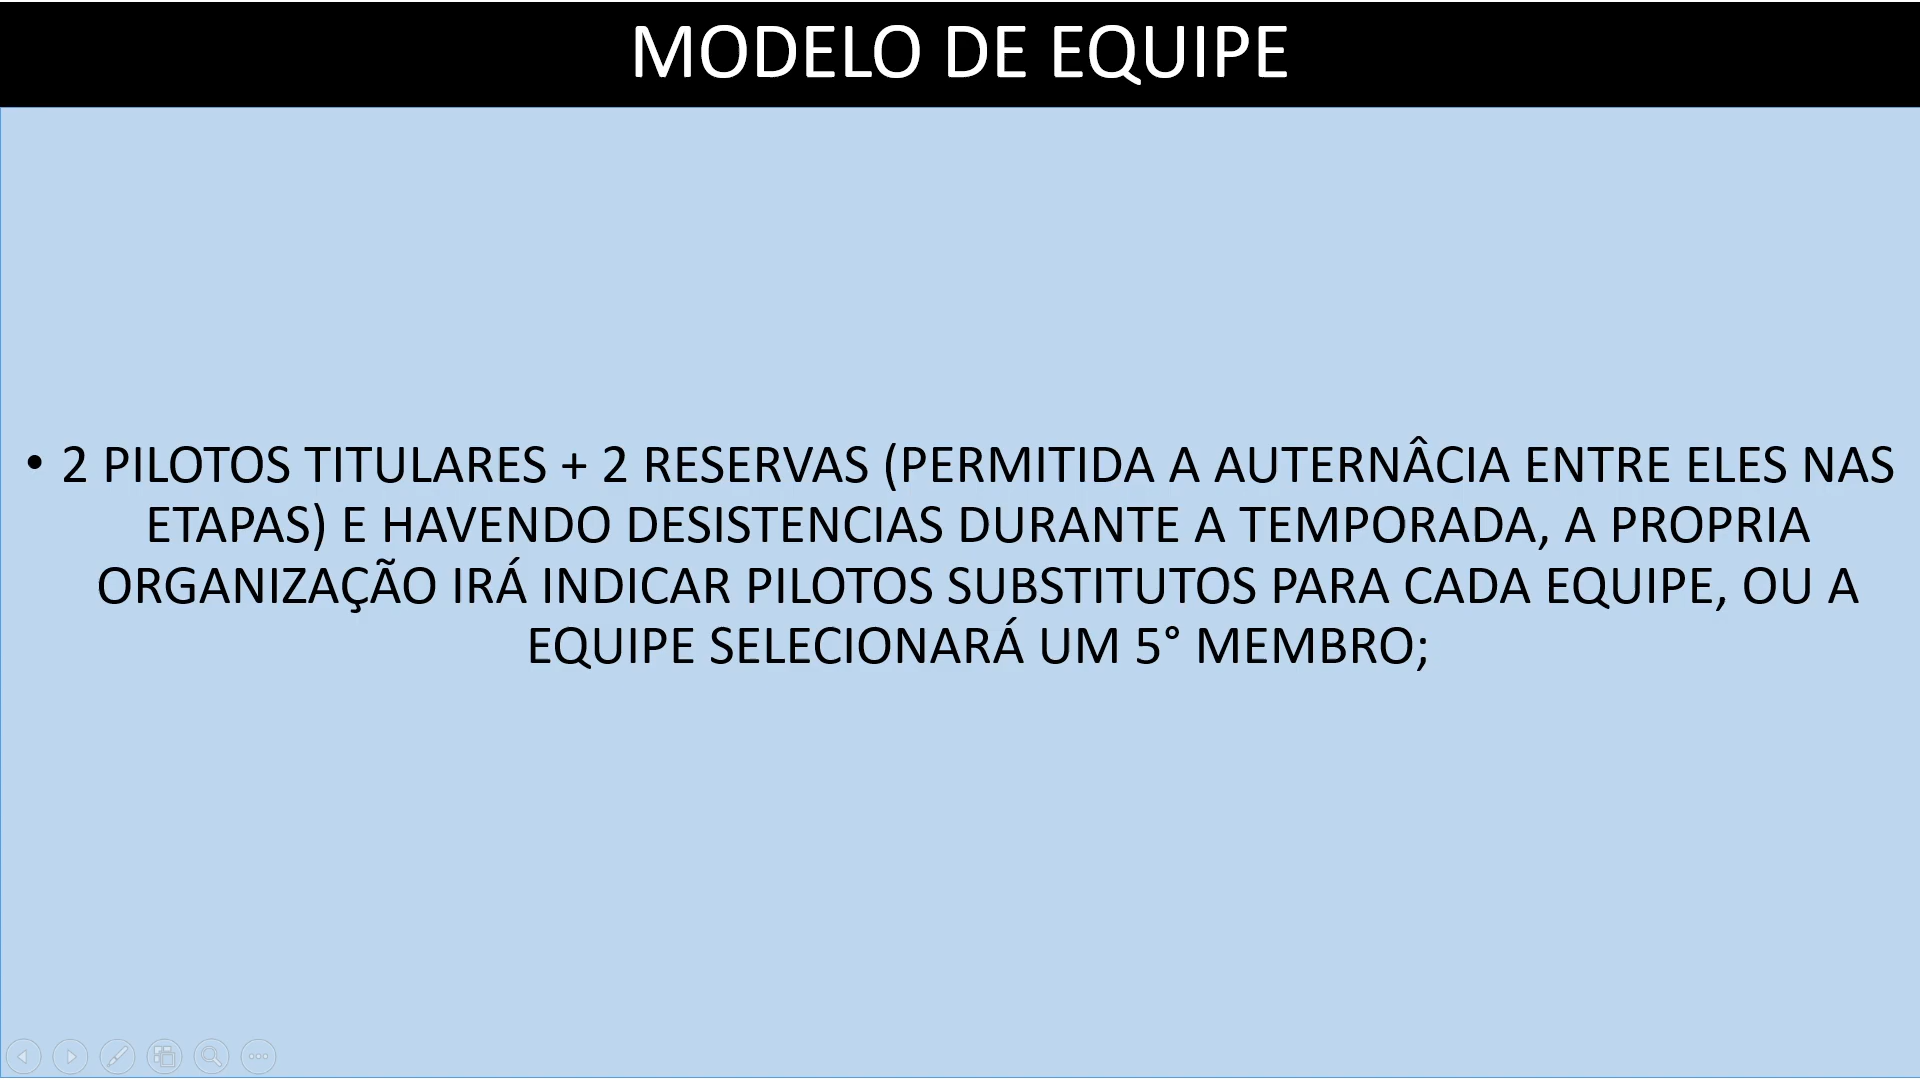 MODELO DE EQUIPE
• 2 PILOTOS TITULARES + 2 RESERVAS (PERMITIDA A AUTERNÂCIA ENTRE ELES NAS
ETAPAS) E HAVENDO DESISTENCIAS DURANTE A TEMPORADA, A PROPRIA
ORGANIZAÇÃO IRÁ INDICAR PILOTOS SUBSTITUTOS PARA CADA EQUIPE, OU A
EQUIPE SELECIONARÁ UM 5° MEMBRO;